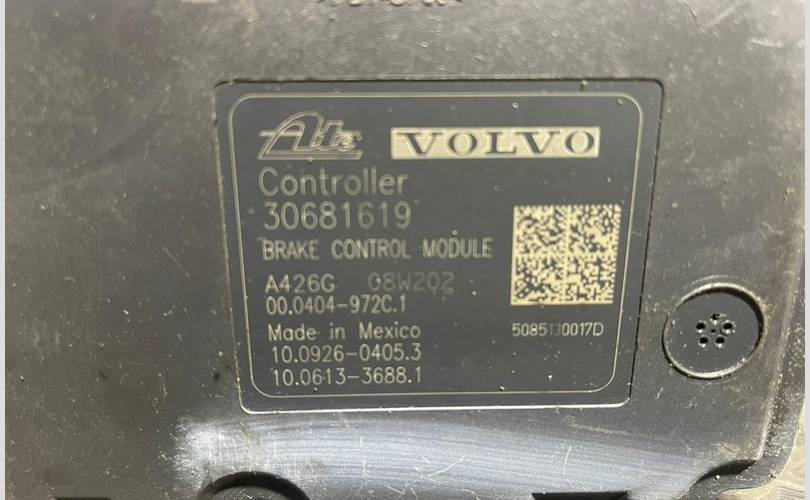 Ate VOLVO
Controller
30681619
BRAKE CONTROL MODULE
A426G 08W202
00.0404-972C.1
Made in Mexico 5085130017D
10.0926-0405.3
10.0613-3688.1